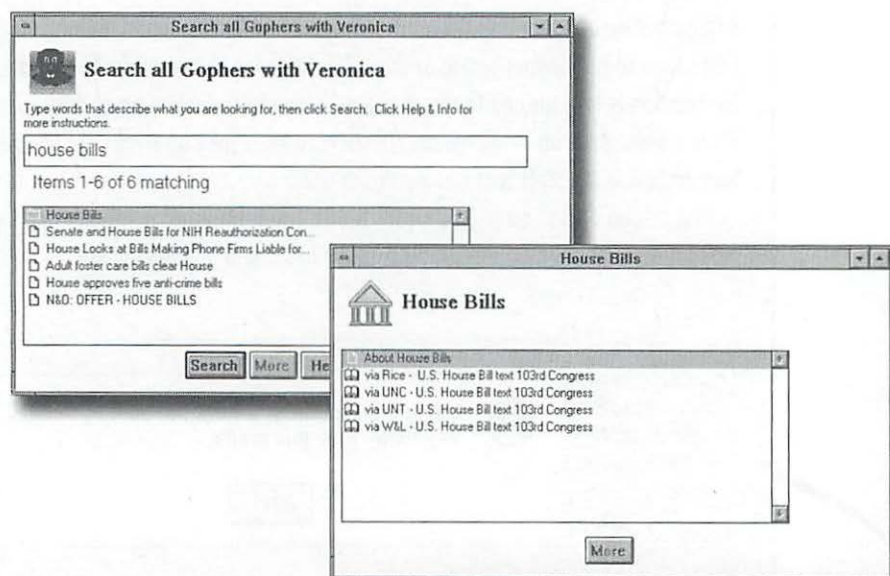 Search all Gophers with Veronica
Search all Gophers with Veronica
Type words that describe what you are looking for, then click Search. Click Help & Info for
more instructions.
house bills
Items 1-6 of 6 matching
House Bills
Senate and House Bills for NIH Reauthorization Con...
House Looks at Bills Making Phone Firms Liable for...
Adult foster care bills clear House
House approves five anti-crime bills
N&O: OFFER - HOUSE BILLS
Search More He
House Bills
House Bills
About House Bills
via Rice - U.S. House Bill text 103rd Congress
via UNC - U.S. House Bill text 103rd Congress
via UNT - U.S. House Bill text 103rd Congress
via W&L - U.S. House Bill text 103rd Congress
More